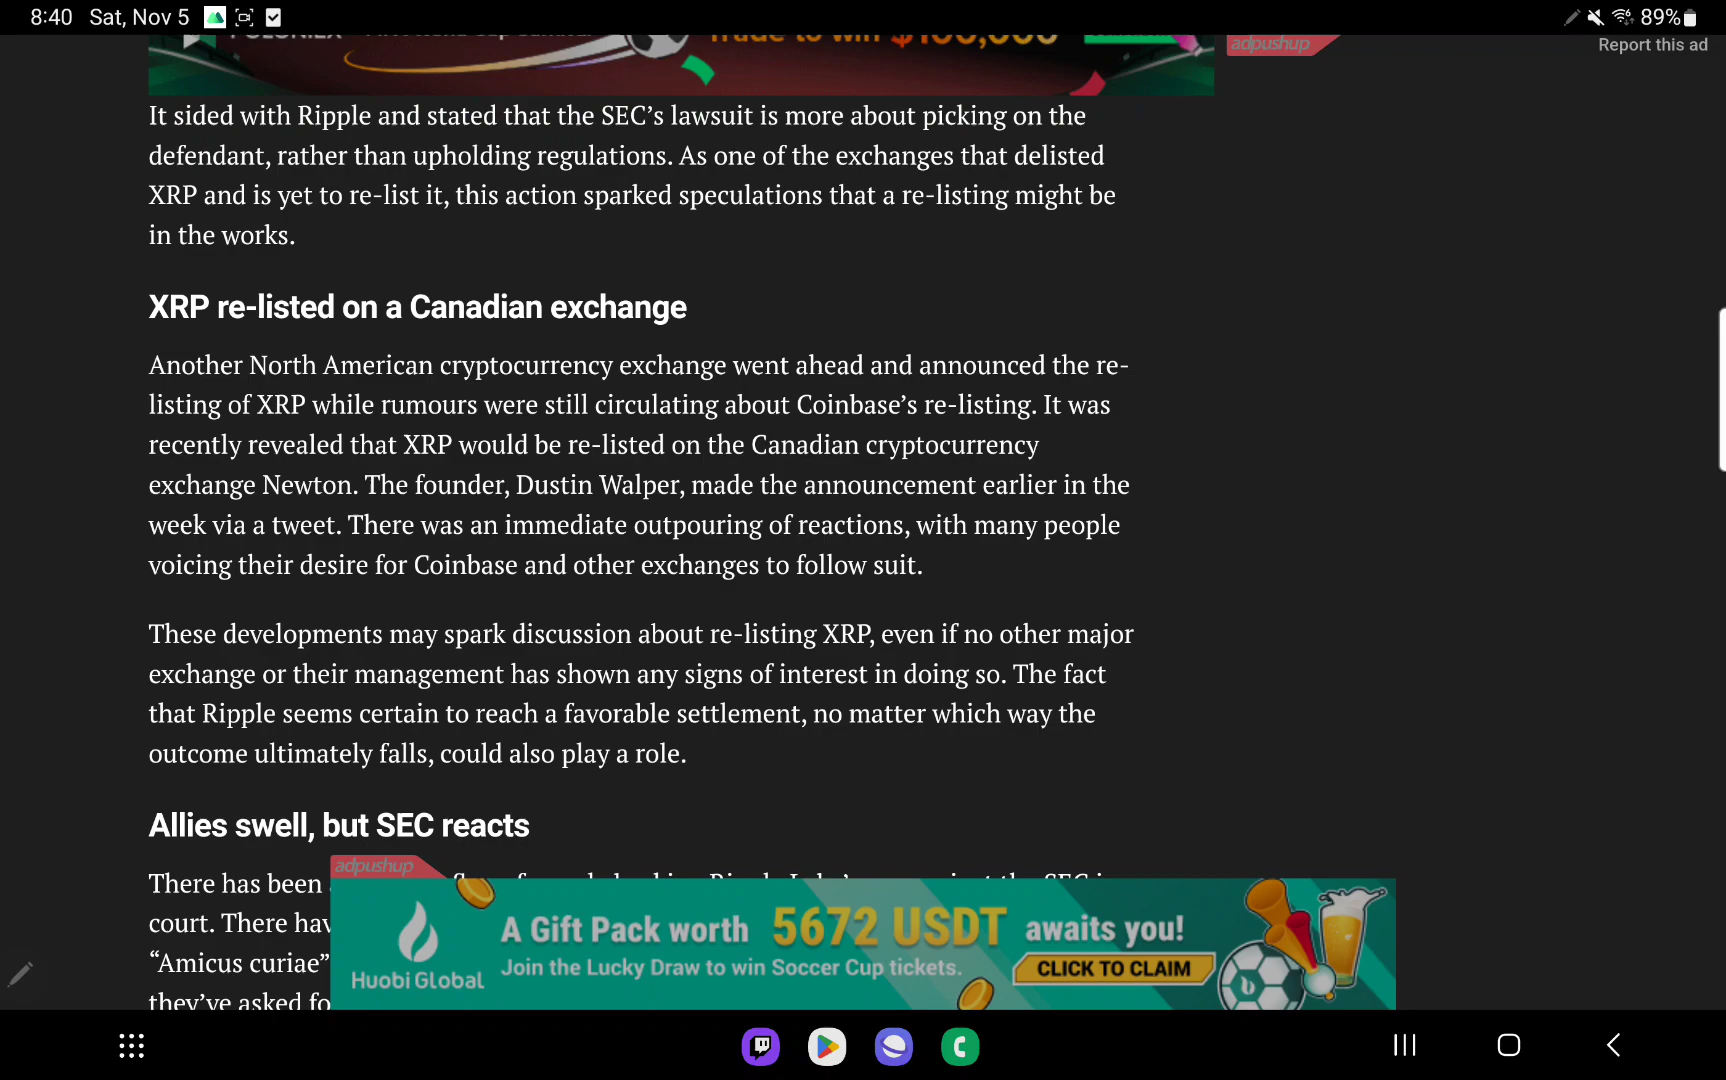 8:40 Sat, Nov 5
89%
Trade to win $100,000
adpushup
Report this ad
It sided with Ripple and stated that the SEC’s lawsuit is more about picking on the
defendant, rather than upholding regulations. As one of the exchanges that delisted
XRP and is yet to re-list it, this action sparked speculations that a re-listing might be
in the works.
XRP re-listed on a Canadian exchange
Another North American cryptocurrency exchange went ahead and announced the re-
listing of XRP while rumours were still circulating about Coinbase’s re-listing. It was
recently revealed that XRP would be re-listed on the Canadian cryptocurrency
exchange Newton. The founder, Dustin Walper, made the announcement earlier in the
week via a tweet. There was an immediate outpouring of reactions, with many people
voicing their desire for Coinbase and other exchanges to follow suit.
These developments may spark discussion about re-listing XRP, even if no other major
exchange or their management has shown any signs of interest in doing so. The fact
that Ripple seems certain to reach a favorable settlement, no matter which way the
outcome ultimately falls, could also play a role.
Allies swell, but SEC reacts
adpushup
There has been
court. There hav
“Amicus curiae”
they’ve asked fo
Huobi Global
A Gift Pack worth 5672 USDT awaits you!
Join the Lucky Draw to win Soccer Cup tickets.
CLICK TO CLAIM